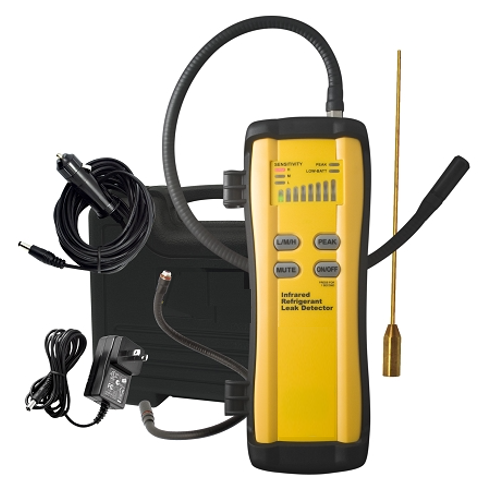 SENSITIVITY
PEAK
H
M
L
LOW BATT
L/M/H
PEAK
MUTE
ON/OFF
Infrared
Refrigerant
Leak Detector